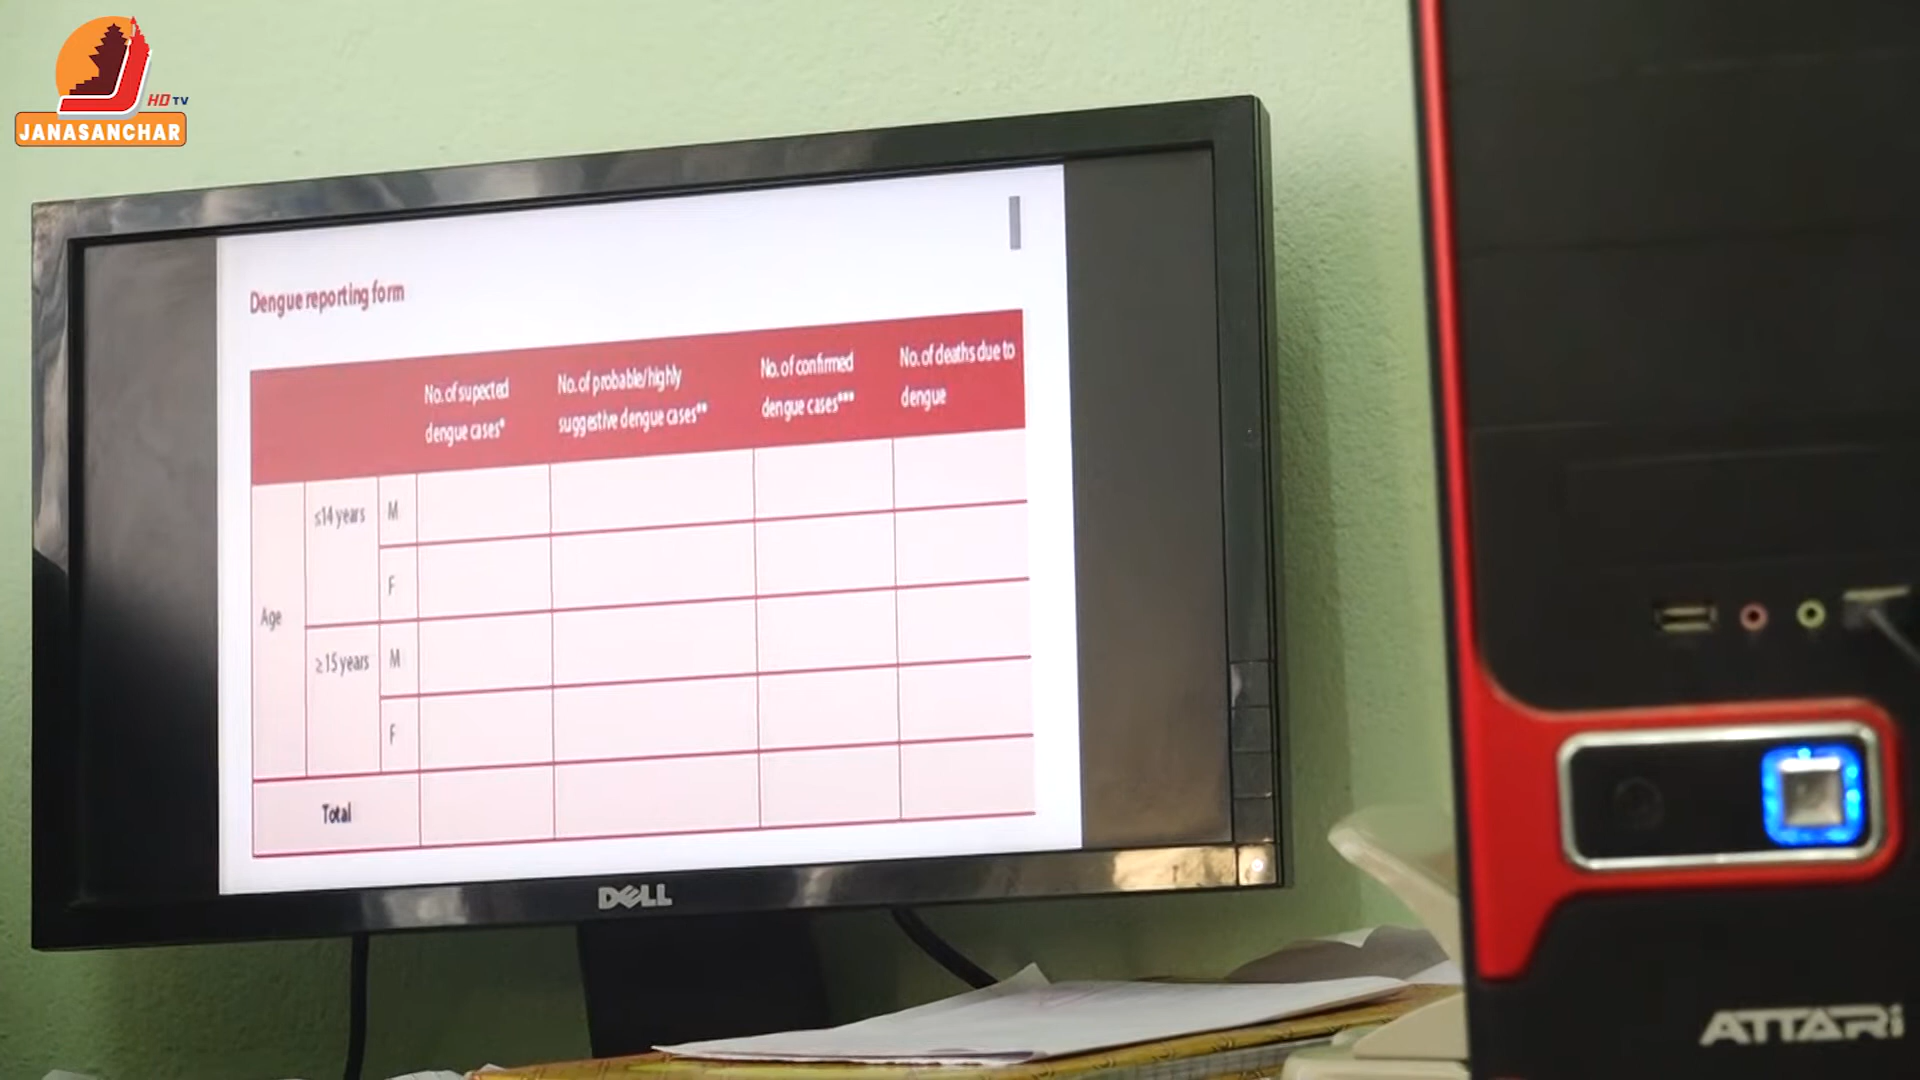 HD TV
JANASANCHAR
Dengue reporting form
No. of supected
dengue cases*
No. of probable/highly
suggestive dengue cases**
No. of confirmed
dengue cases***
No. of deaths due to
dengue
Age
≤14 years
M
F
≥15 years
M
F
Total
DELL
ATTARi